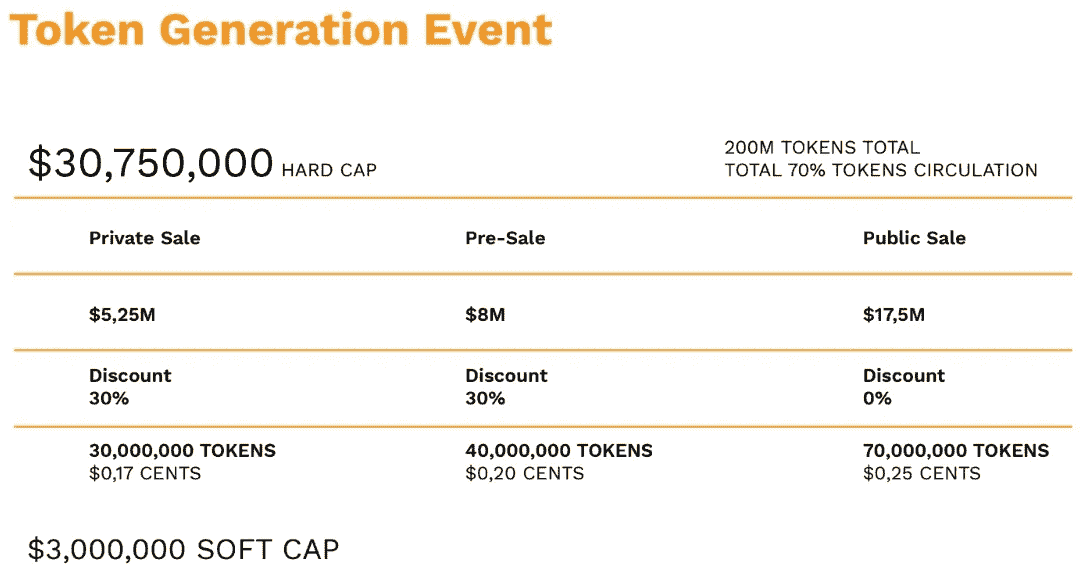 Token Generation Event
$30,750,000 HARD CAP
200M TOKENS TOTAL
TOTAL 70% TOKENS CIRCULATION
Private Sale
Pre-Sale
Public Sale
$5,25M
$8M
$17,5M
Discount
30%
Discount
30%
Discount
0%
30,000,000 TOKENS
$0,17 CENTS
40,000,000 TOKENS
$0,20 CENTS
70,000,000 TOKENS
$0,25 CENTS
$3,000,000 SOFT CAP